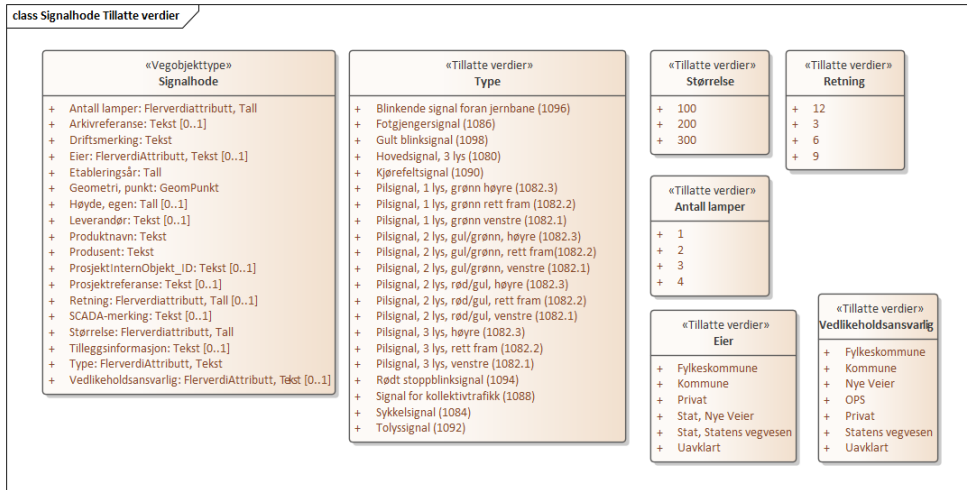 class Signalhode Tillatte verdier
«Vegobjekttype»
Signalhode
+ Antall lamper: Flerverdiattributt, Tall
+ Arkivreferanse: Tekst [0..1]
+ Driftsmerking: Tekst
+ Eier: FlerverdiAttributt, Tekst [0..1]
+ Etableringsår: Tall
+ Geometri, punkt: GeomPunkt
+ Høyde, egen: Tall [0..1]
+ Leverandør: Tekst [0..1]
+ Produktnavn: Tekst
+ Produsent: Tekst
+ ProsjektInternObjekt_ID: Tekst [0..1]
+ Prosjektreferanse: Tekst [0..1]
+ Retning: Flerverdiattributt, Tall [0..1]
+ SCADA-merking: Tekst [0..1]
+ Størrelse: Flerverdiattributt, Tall
+ Tilleggsinformasjon: Tekst [0..1]
+ Type: FlerverdiAttributt, Tekst
+ Vedlikeholdsansvarlig: FlerverdiAttributt, Tekst [0..1]
«Tillatte verdier»
Type
+ Blinkende signal foran jernbane (1096)
+ Fotgjengersignal (1086)
+ Gult blinksignal (1098)
+ Hovedsignal, 3 lys (1080)
+ Kjørefeltsignal (1090)
+ Pilsignal, 1 lys, grønn høyre (1082.3)
+ Pilsignal, 1 lys, grønn rett fram (1082.2)
+ Pilsignal, 1 lys, grønn venstre (1082.1)
+ Pilsignal, 2 lys, gul/grønn, høyre (1082.3)
+ Pilsignal, 2 lys, gul/grønn, rett fram(1082.2)
+ Pilsignal, 2 lys, gul/grønn, venstre (1082.1)
+ Pilsignal, 2 lys, rød/gul, høyre (1082.3)
+ Pilsignal, 2 lys, rød/gul, rett fram (1082.2)
+ Pilsignal, 2 lys, rød/gul, venstre (1082.1)
+ Pilsignal, 3 lys, høyre (1082.3)
+ Pilsignal, 3 lys, rett fram (1082.2)
+ Pilsignal, 3 lys, venstre (1082.1)
+ Rødt stoppblinksignal (1094)
+ Signal for kollektivtrafikk (1088)
+ Sykkelsignal (1084)
+ Tolyssignal (1092)
«Tillatte verdier»
Størrelse
+ 100
+ 200
+ 300
«Tillatte verdier»
Retning
+ 12
+ 3
+ 6
+ 9
«Tillatte verdier»
Antall lamper
+ 1
+ 2
+ 3
+ 4
«Tillatte verdier»
Eier
+ Fylkeskommune
+ Kommune
+ Privat
+ Stat, Nye Veier
+ Stat, Statens vegvesen
+ Uavklart
«Tillatte verdier»
Vedlikeholdsansvarlig
+ Fylkeskommune
+ Kommune
+ Nye Veier
+ OPS
+ Privat
+ Statens vegvesen
+ Uavklart